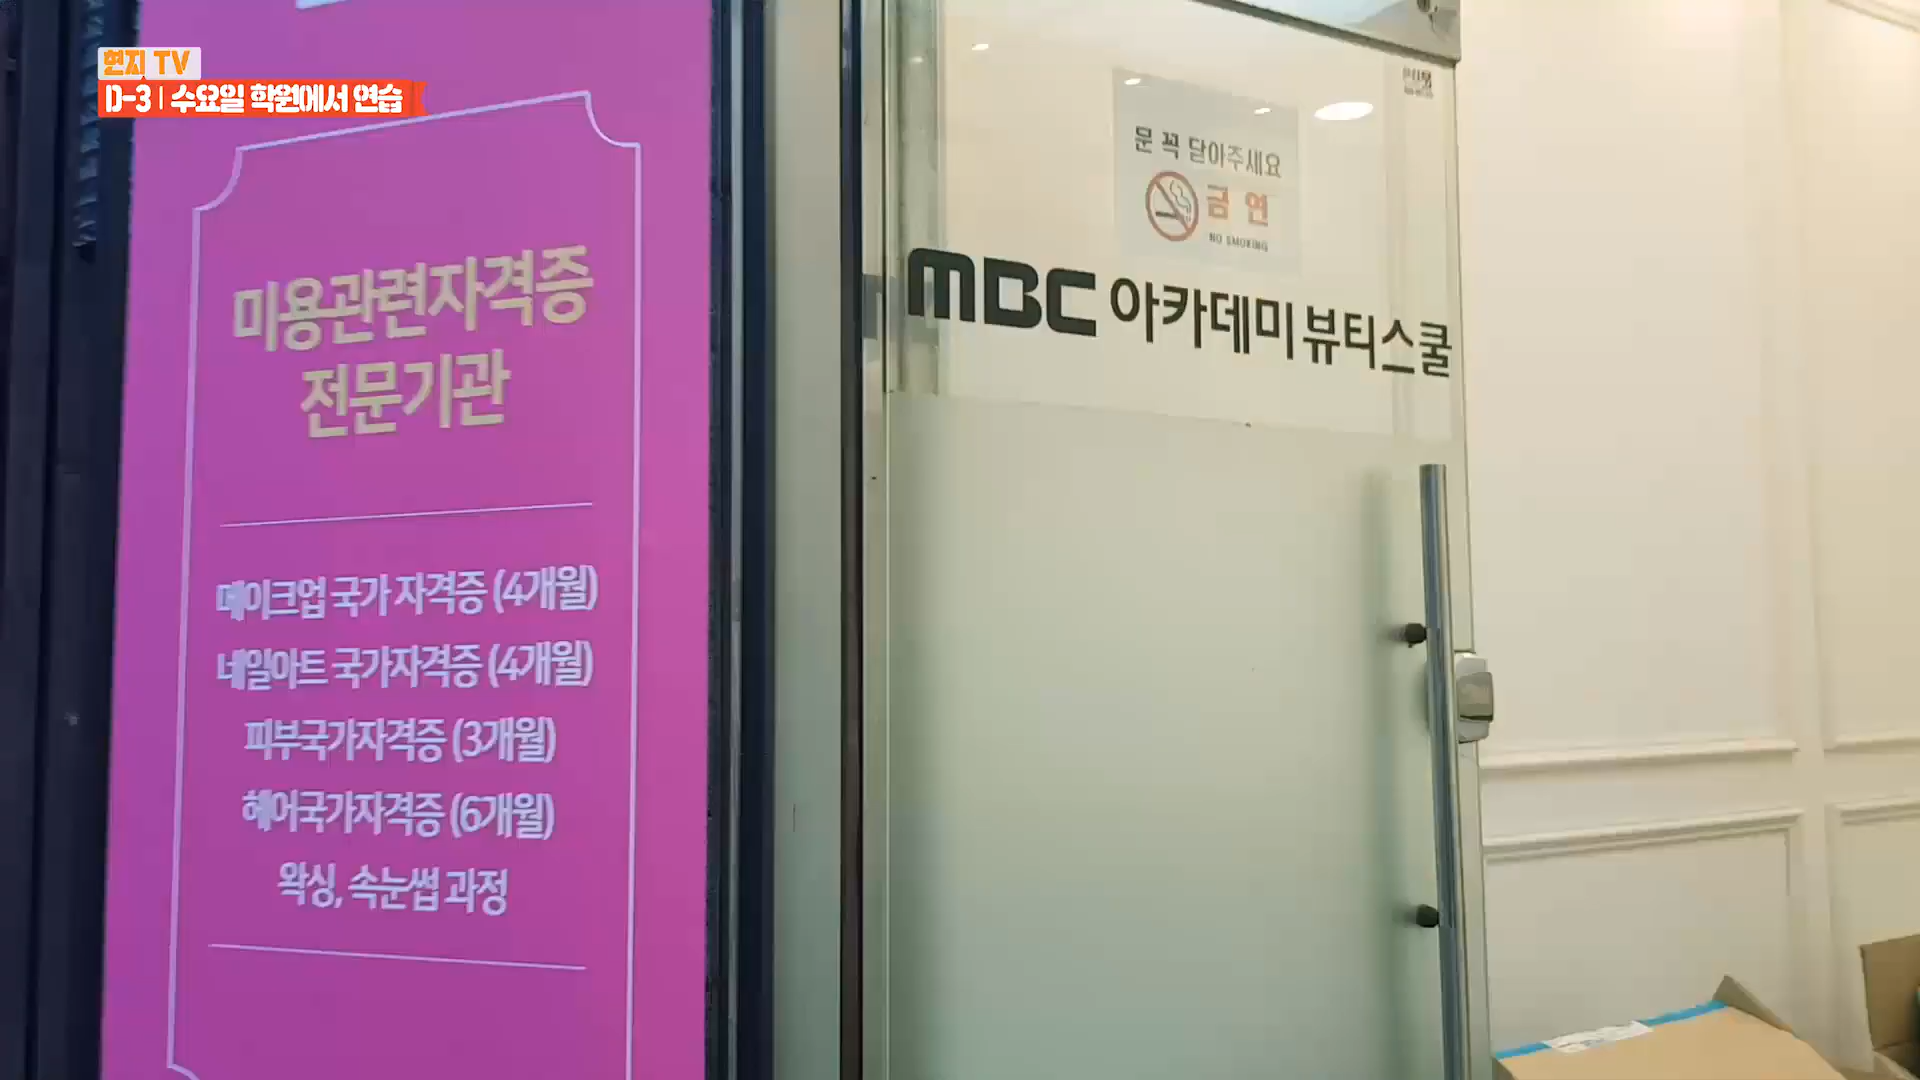 현지 TV
D-3 | 수요일 학원에서 연습
미용관련자격증
전문기관
메이크업 국가 자격증 (4개월)
네일아트 국가자격증 (4개월)
피부국가자격증 (3개월)
헤어국가자격증 (6개월)
왁싱, 속눈썹 과정
문 꼭 닫아주세요
금 연
NO SMOKING
MBC 아카데미 뷰티스쿨